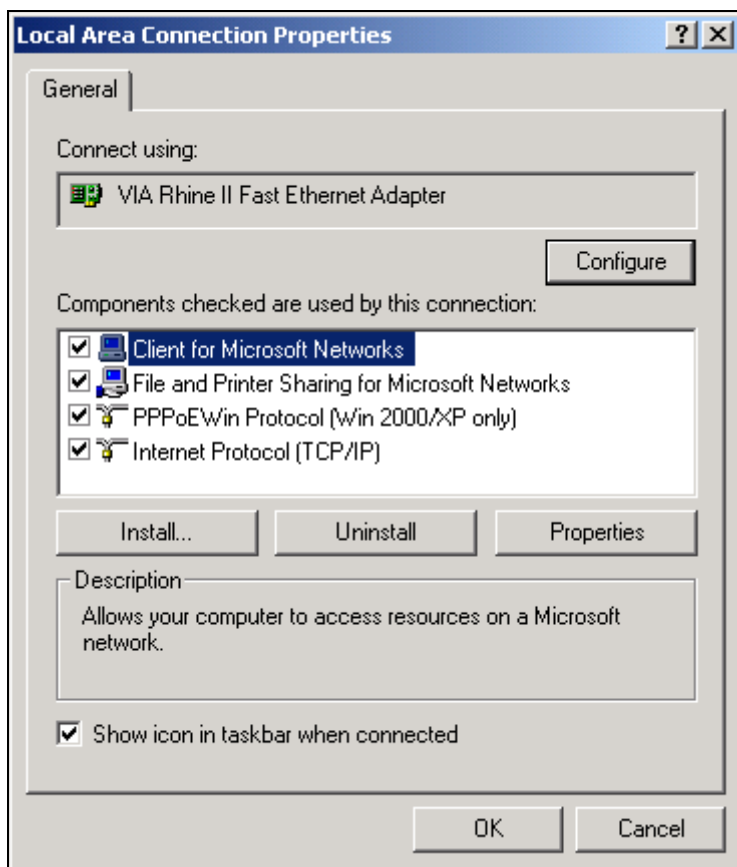 Local Area Connection Properties
General
Connect using:
VIA Rhine II Fast Ethernet Adapter
Configure
Components checked are used by this connection:
Client for Microsoft Networks
File and Printer Sharing for Microsoft Networks
PPPoEWin Protocol (Win 2000/XP only)
Internet Protocol (TCP/IP)
Install... Uninstall Properties
Description
Allows your computer to access resources on a Microsoft
network.
Show icon in taskbar when connected
OK Cancel